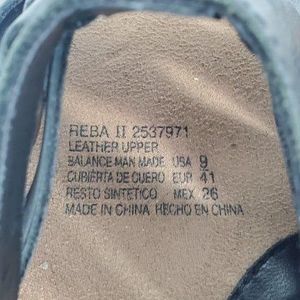 REBA II 2537971
LEATHER UPPER
BALANCE MAN MADE USA 9
CUBIERTA DE CUERO EUR 41
RESTO SINTETICO MEX 26
MADE IN CHINA HECHO EN CHINA